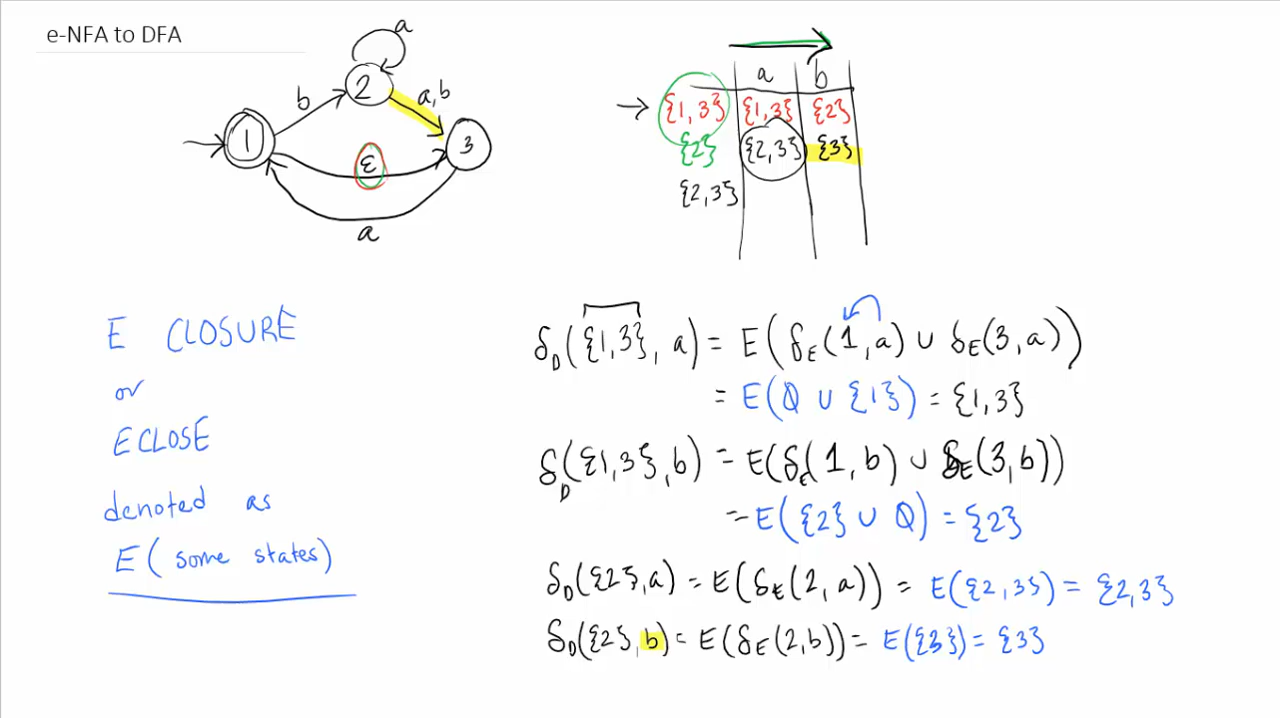 e-NFA to DFA
a
b
2
a,b
1
ε
3
a
a b
{1,3} {1,3} {2}
{2} {2,3} {3}
{2,3}
E CLOSURE
or
ECLOSE
denoted as
E(some states)
δD({1,3}, a) = E(δE(1,a) ∪ δE(3,a))
= E(∅ ∪ {1}) = {1,3}
δD({1,3},b) = E(δE(1,b) ∪ δE(3,b))
= E({2} ∪ ∅) = {2}
δD({2},a) = E(δE(2,a)) = E({2,3}) = {2,3}
δD({2},b) = E(δE(2,b)) = E({3}) = {3}